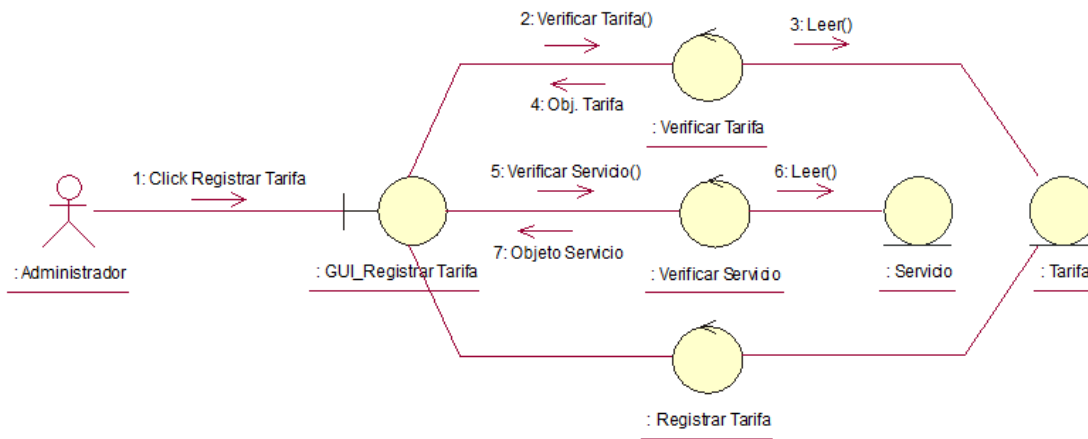 2: Verificar Tarifa()
3: Leer()
4: Obj. Tarifa
: Verificar Tarifa
1: Click Registrar Tarifa
5: Verificar Servicio()
6: Leer()
7: Objeto Servicio
: Administrador
: GUI_Registrar Tarifa
: Verificar Servicio
: Servicio
: Tarifa
: Registrar Tarifa